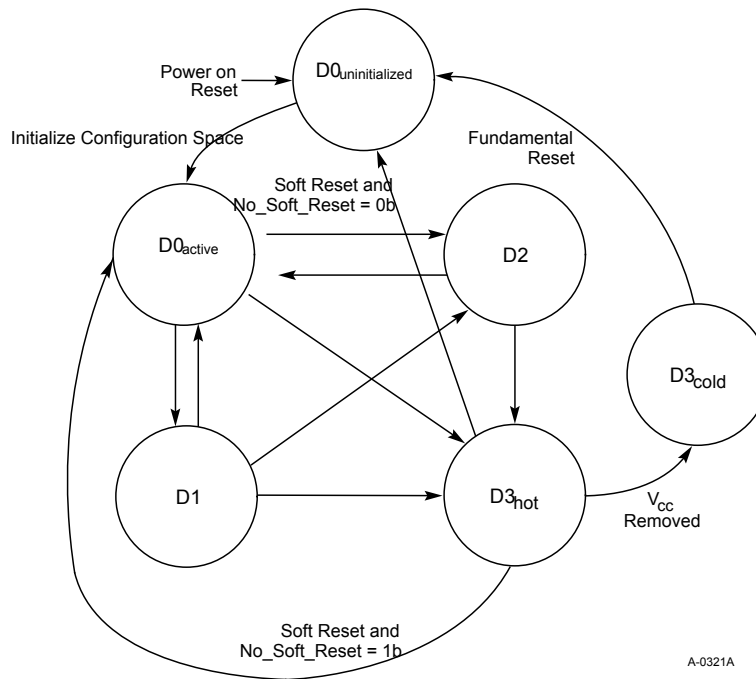 D0uninitialized
Power on
Reset
Initialize Configuration Space
Fundamental
Reset
Soft Reset and
No_Soft_Reset = 0b
D0active
D2
D3cold
D1
D3hot
Vcc
Removed
Soft Reset and
No_Soft_Reset = 1b
A-0321A